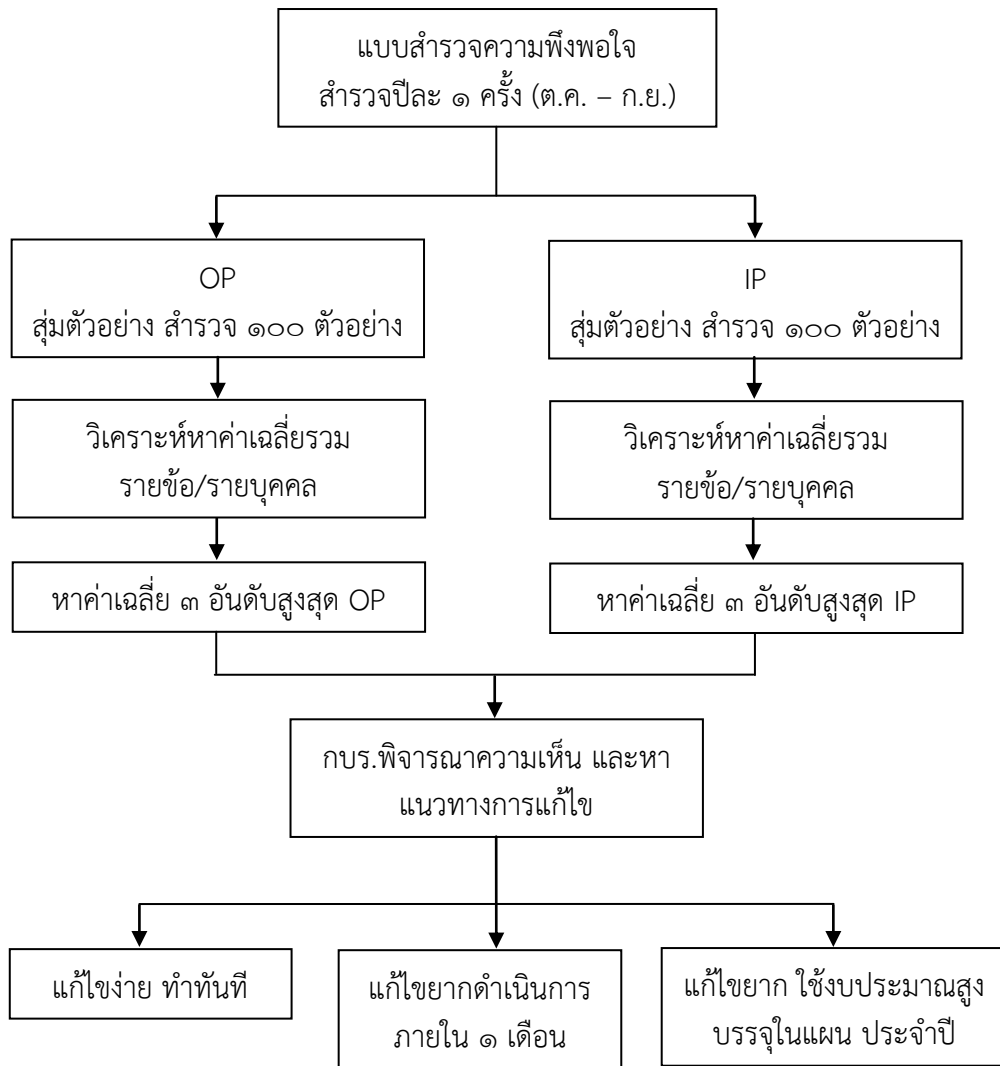 แบบสำรวจความพึงพอใจ
สำรวจปีละ ๑ ครั้ง (ต.ค. – ก.ย.)
OP
สุ่มตัวอย่าง สำรวจ ๑๐๐ ตัวอย่าง
IP
สุ่มตัวอย่าง สำรวจ ๑๐๐ ตัวอย่าง
วิเคราะห์หาค่าเฉลี่ยรวม
รายข้อ/รายบุคคล
วิเคราะห์หาค่าเฉลี่ยรวม
รายข้อ/รายบุคคล
หาค่าเฉลี่ย ๓ อันดับสูงสุด OP
หาค่าเฉลี่ย ๓ อันดับสูงสุด IP
กบร.พิจารณาความเห็น และหา
แนวทางการแก้ไข
แก้ไขง่าย ทำทันที
แก้ไขยากดำเนินการ
ภายใน ๑ เดือน
แก้ไขยาก ใช้งบประมาณสูง
บรรจุในแผน ประจำปี